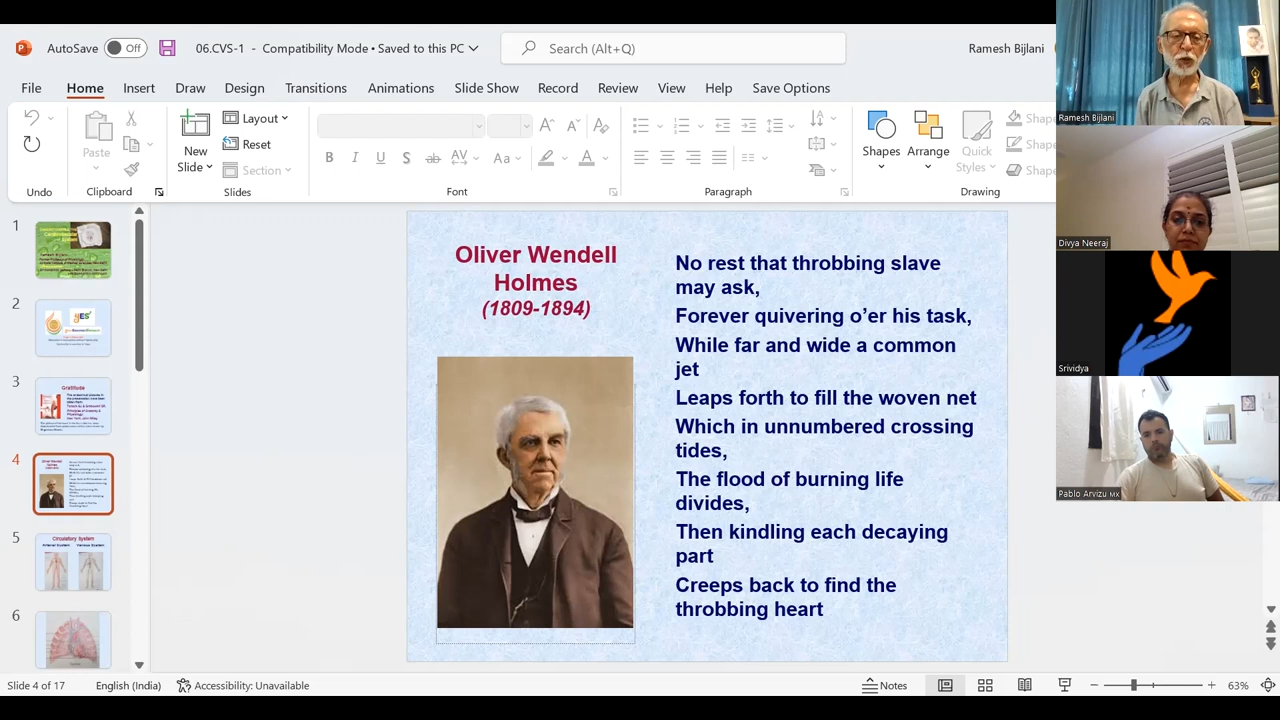 AutoSave
Off
06.CVS-1 - Compatibility Mode • Saved to this PC
Search (Alt+Q)
Ramesh Bijlani
File Home Insert Draw Design Transitions Animations Slide Show Record Review View Help Save Options
Paste
New
Slide
Layout
Reset
Section
Shapes
Arrange
Quick
Styles
Undo
Clipboard
Slides
Font
Paragraph
Drawing
Ramesh Bijlani
Divya Neeraj
Srividya
Pablo Arvizu MX
1
2
3
Gratitude
4
5
Circulatory System
6
Oliver Wendell
Holmes
(1809-1894)
No rest that throbbing slave
may ask,
Forever quivering o’er his task,
While far and wide a common
jet
Leaps forth to fill the woven net
Which in unnumbered crossing
tides,
The flood of burning life
divides,
Then kindling each decaying
part
Creeps back to find the
throbbing heart
Slide 4 of 17
English (India)
Accessibility: Unavailable
Notes
63%